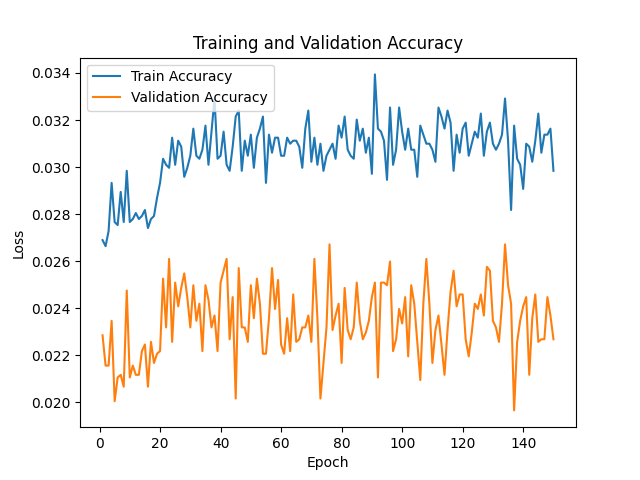 Training and Validation Accuracy
Train Accuracy
Validation Accuracy
0.034
0.032
0.030
0.028
0.026
0.024
0.022
0.020
Loss
0 20 40 60 80 100 120 140
Epoch